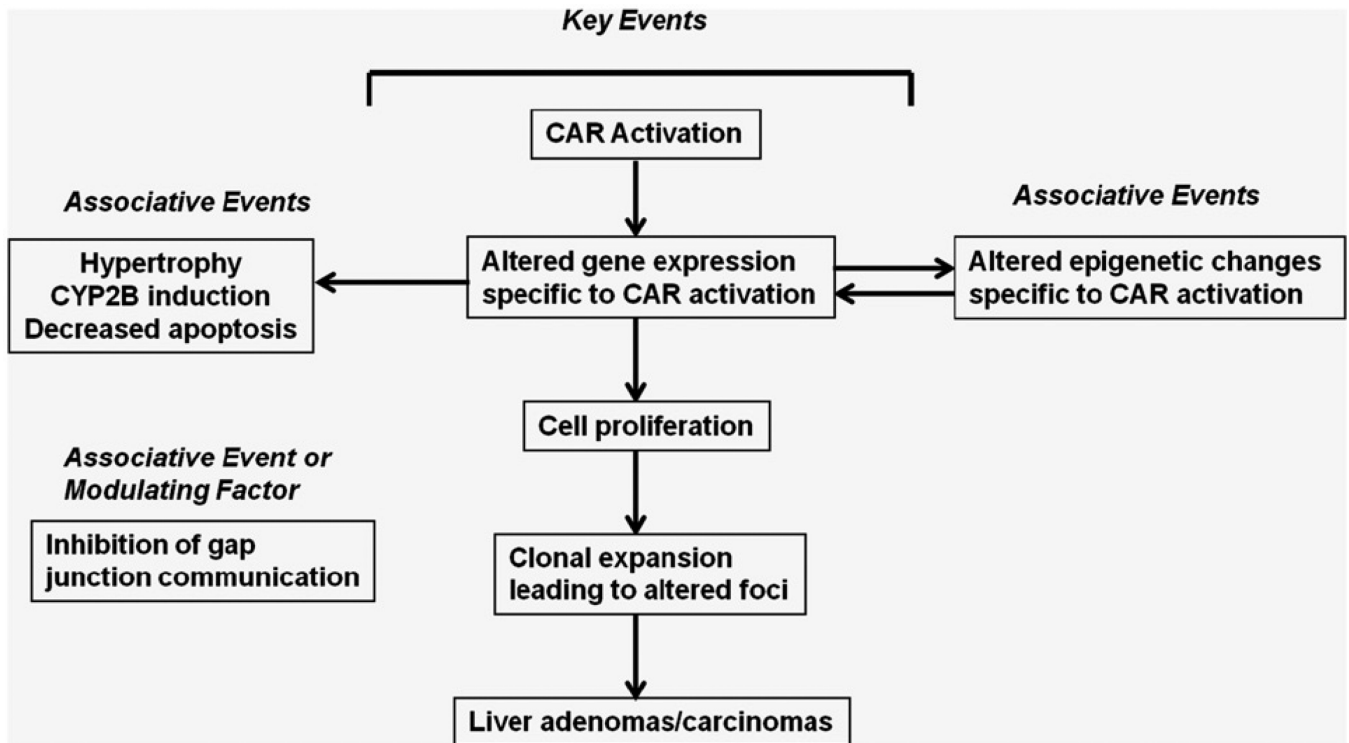 Key Events
CAR Activation
Associative Events
Associative Events
Hypertrophy
CYP2B induction
Decreased apoptosis
Altered gene expression
specific to CAR activation
Altered epigenetic changes
specific to CAR activation
Cell proliferation
Associative Event or
Modulating Factor
Inhibition of gap
junction communication
Clonal expansion
leading to altered foci
Liver adenomas/carcinomas